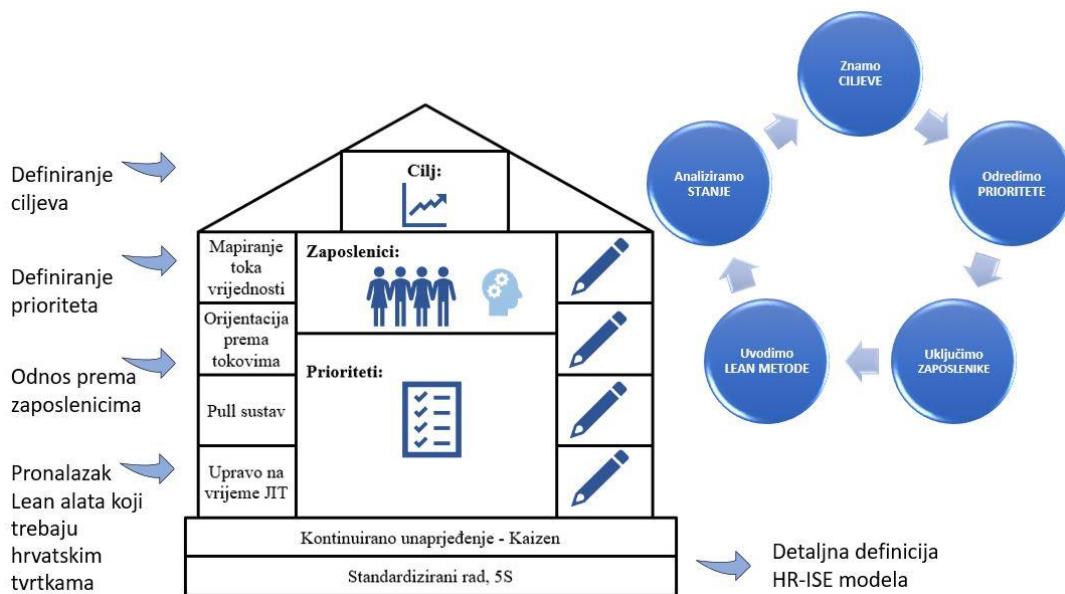 Definiranje
ciljeva
Definiranje
prioriteta
Odnos prema
zaposlenicima
Pronalazak
Lean alata koji
trebaju
hrvatskim
tvrtkama
Cilj:
Mapiranje
toka
vrijednosti
Orijentacija
prema
tokovima
Pull sustav
Upravo na
vrijeme JIT
Zaposlenici:
Prioriteti:
Kontinuirano unaprjeđenje - Kaizen
Standardizirani rad, 5S
Detaljna definicija
HR-ISE modela
Znamo
CILJEVE
Odredimo
PRIORITETE
Uključimo
ZAPOSLENIKE
Uvodimo
LEAN METODE
Analiziramo
STANJE